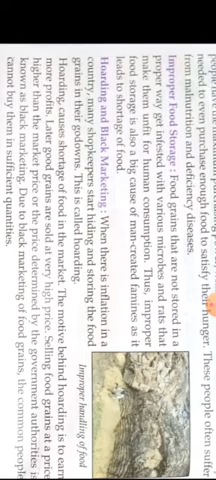 needed to even purchase enough food to satisfy their hunger. These people often suffer
from malnutrition and deficiency diseases.
Improper Food Storage : Food grains that are not stored in a
proper way get infested with various microbes and rats that
make them unfit for human consumption. Thus, improper
food storage is also a big cause of man-created famines as it
leads to shortage of food.
Improper handling of food
Hoarding and Black Marketing : When there is inflation in a
country, many shopkeepers start hiding and storing the food
grains in their godowns. This is called hoarding.
Hoarding, causes shortage of food in the market. The motive behind hoarding is to earn
more profits. Later good grains are sold at very high price. Selling food grains at a price
higher than the market price or the price determined by the government authorities is
known as black marketing. Due to black marketing of food grains, the common people
cannot buy them in sufficient quantities.